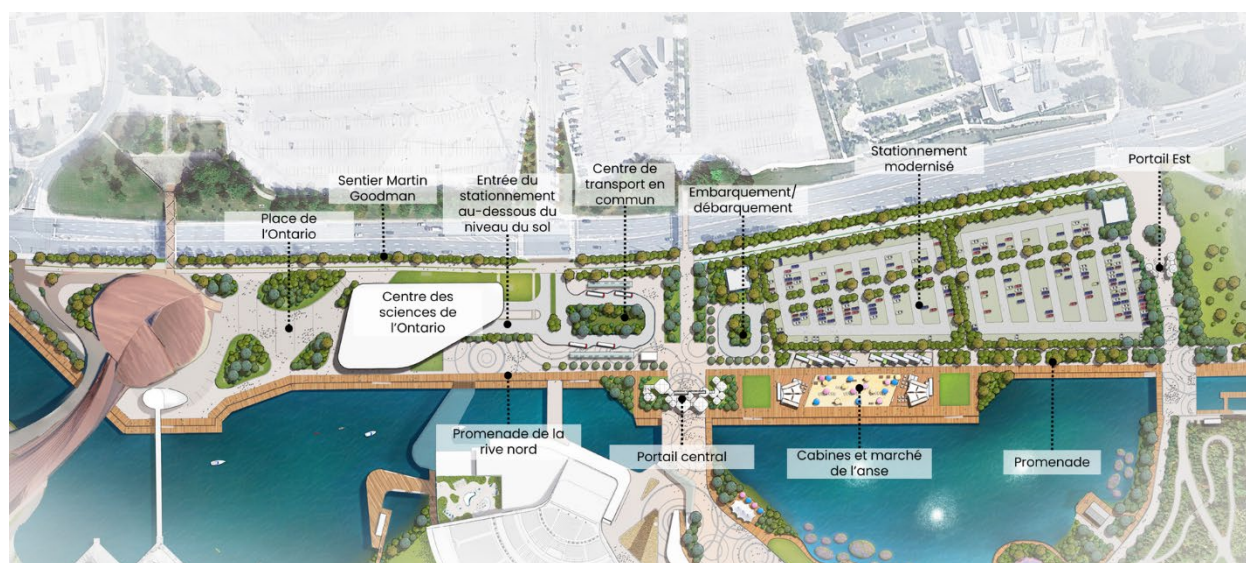 Sentier Martin
Goodman
Place de
l'Ontario
Centre des
sciences de
l'Ontario
Entrée du
stationnement
au-dessous du
niveau du sol
Centre de
transport en
commun
Embarquement/
débarquement
Stationnement
modernisé
Portail Est
Promenade de la
rive nord
Portail central
Cabines et marché
de l'anse
Promenade